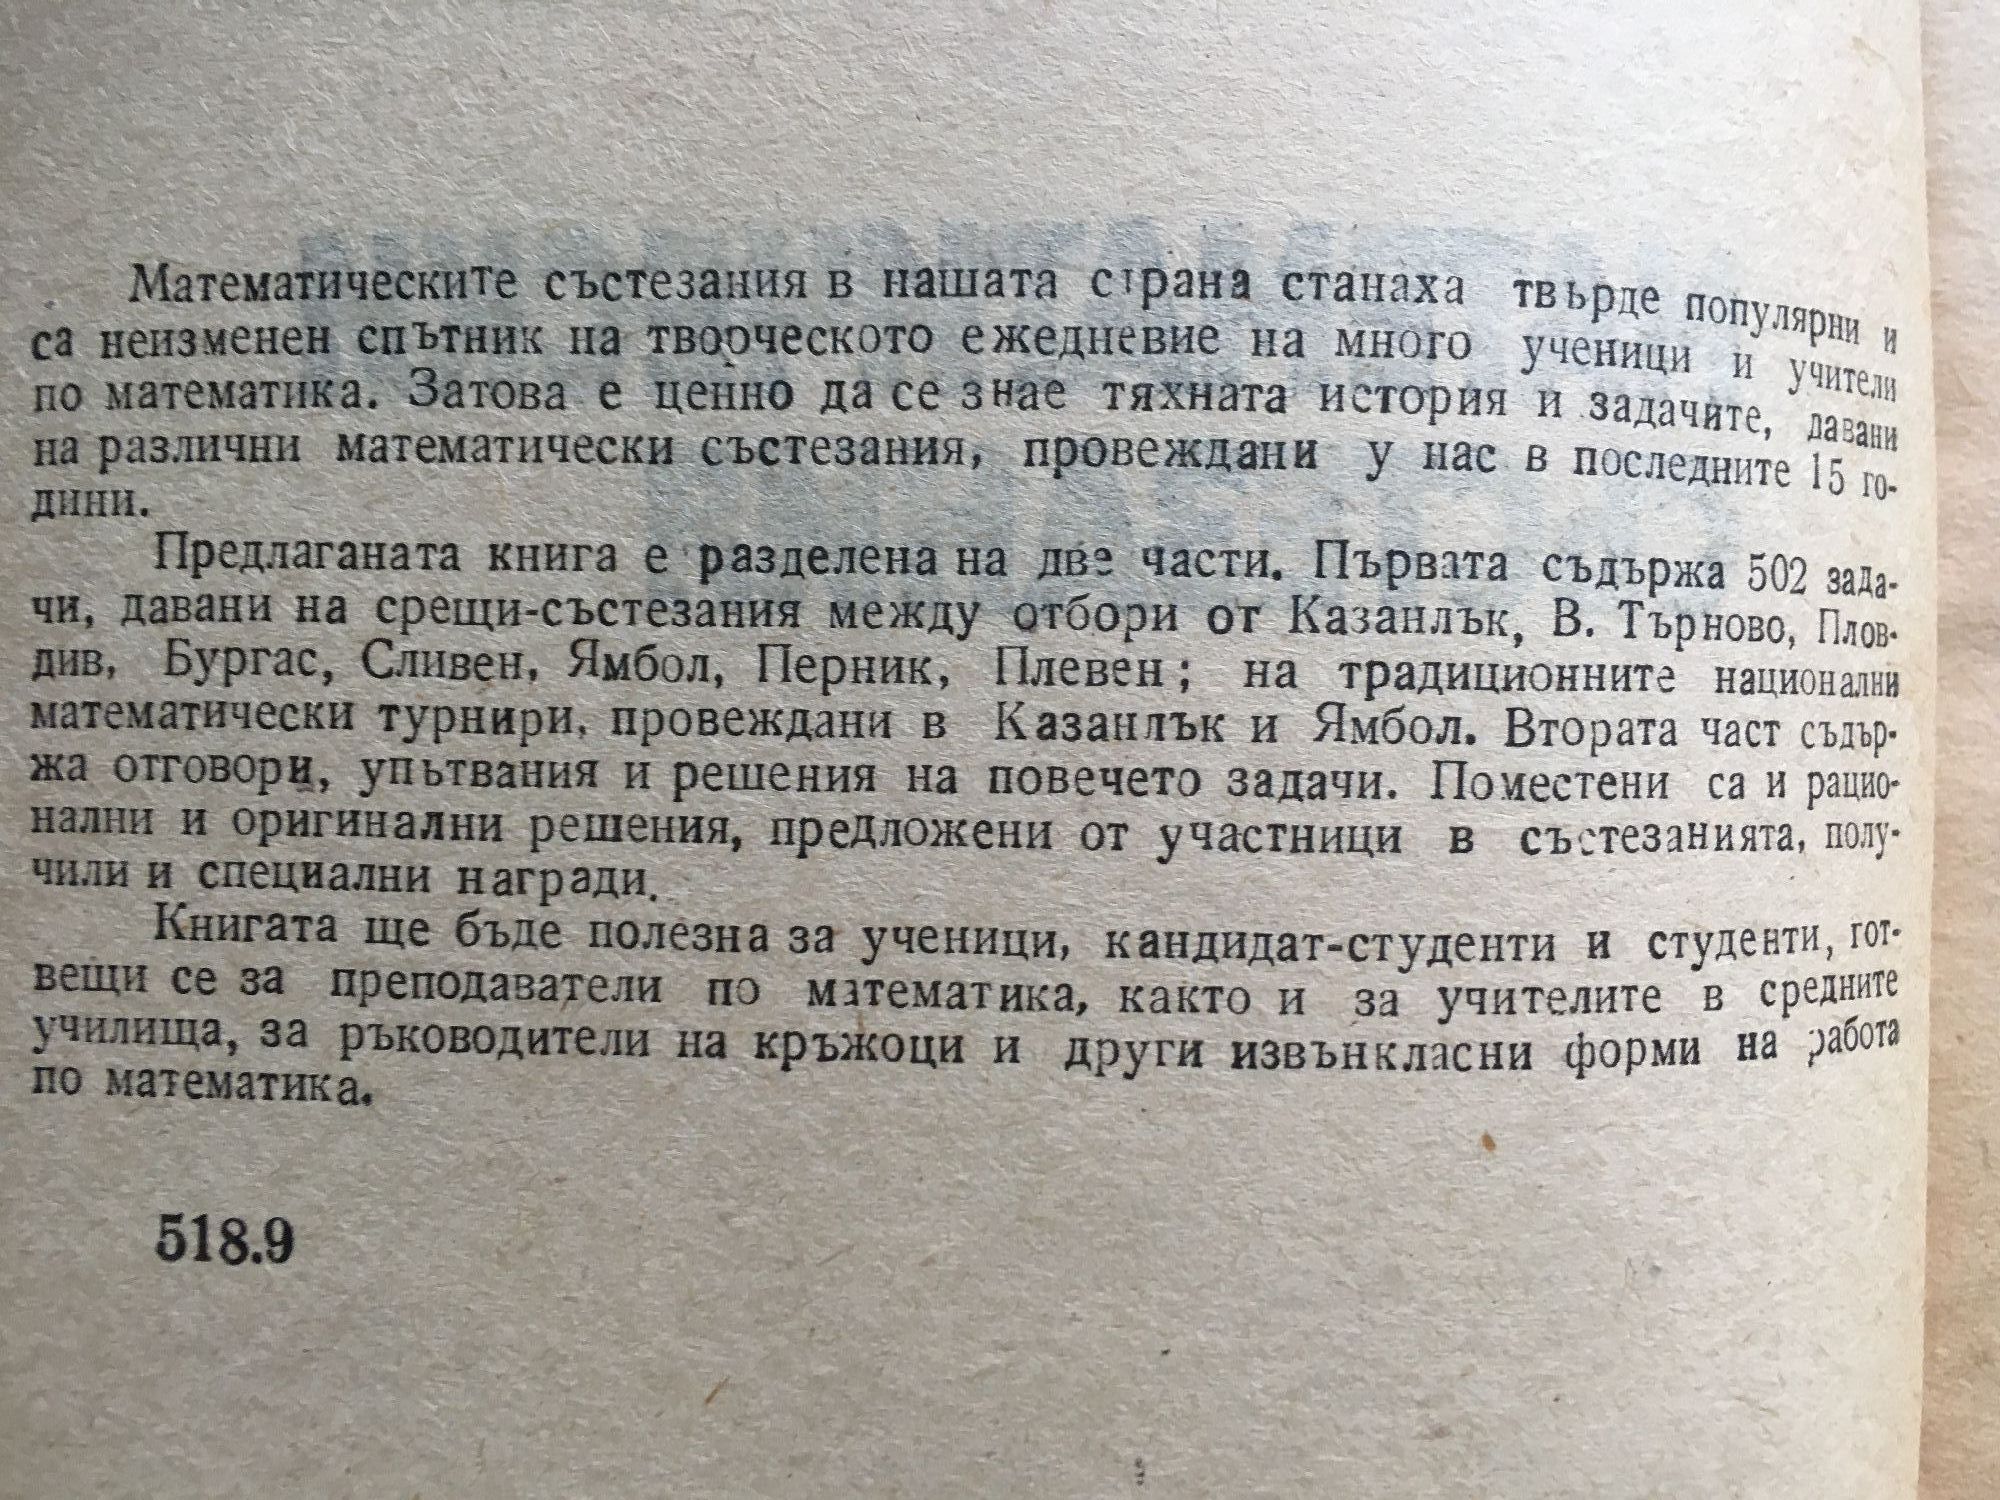 Математическите състезания в нашата страна станаха твърде популярни и
са неизменен спътник на творческото ежедневие на много ученици и учители
по математика. Затова е ценно да се знае тяхната история и задачите, давани
на различни математически състезания, провеждани у нас в последните 15 го-
дини.
Предлаганата книга е разделена на две части. Първата съдържа 502 зада-
чи, давани на срещи-състезания между отбори от Казанлък, В. Търново, Плов-
див, Бургас, Сливен, Ямбол, Перник, Плевен; на традиционните национални
математически турнири, провеждани в Казанлък и Ямбол. Втората част съдър-
жа отговори, упътвания и решения на повечето задачи. Поместени са и рацио-
нални и оригинални решения, предложени от участници в състезанията, полу-
чили и специални награди.
Книгата ще бъде полезна за ученици, кандидат-студенти и студенти, гот-
вещи се за преподаватели по математика, както и за учителите в средните
училища, за ръководители на кръжоци и други извънкласни форми на работа
по математика.
518.9